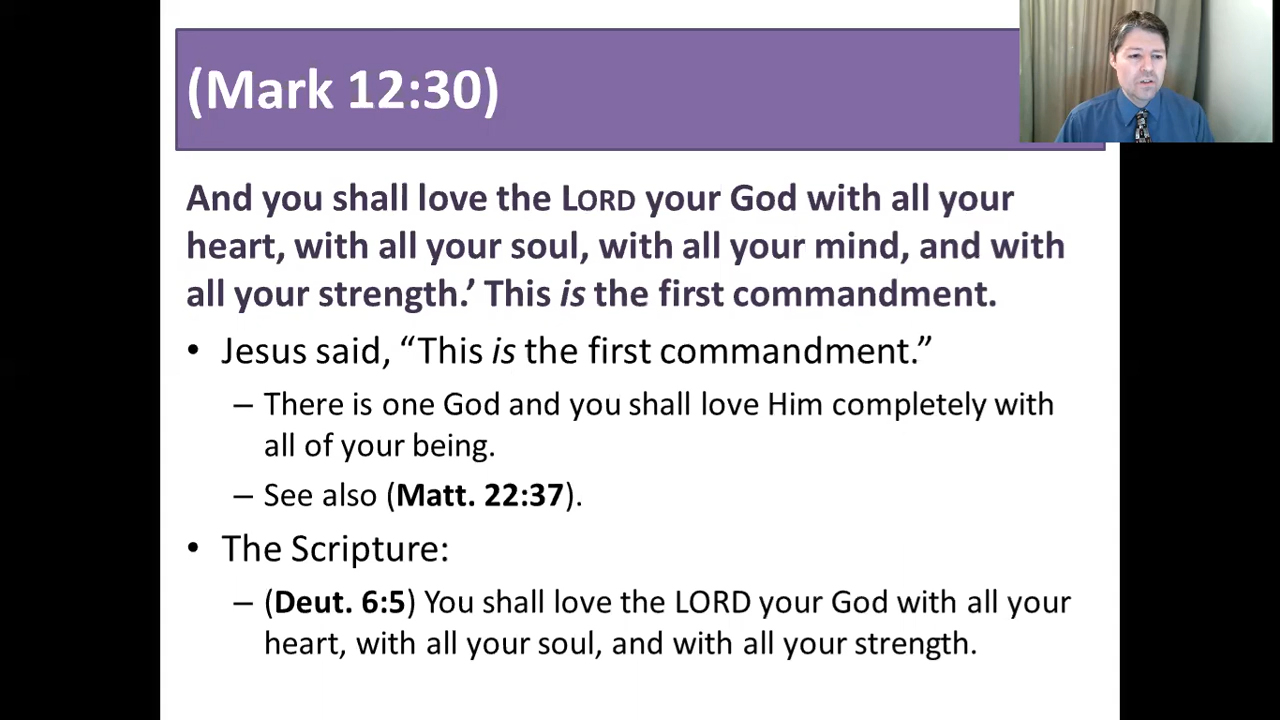 (Mark 12:30)
And you shall love the LORD your God with all your
heart, with all your soul, with all your mind, and with
all your strength.’ This is the first commandment.
• Jesus said, “This is the first commandment.”
– There is one God and you shall love Him completely with
all of your being.
– See also (Matt. 22:37).
• The Scripture:
– (Deut. 6:5) You shall love the LORD your God with all your
heart, with all your soul, and with all your strength.